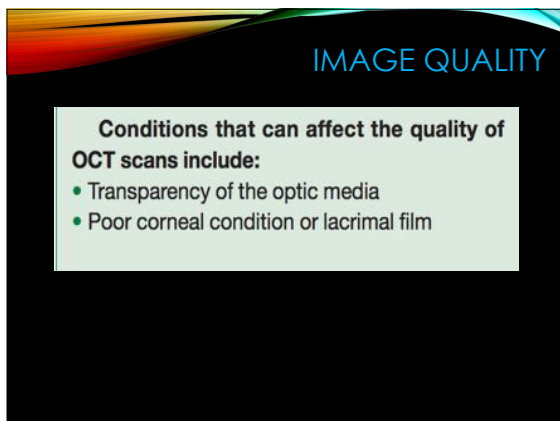 IMAGE QUALITY
Conditions that can affect the quality of
OCT scans include:
• Transparency of the optic media
• Poor corneal condition or lacrimal film